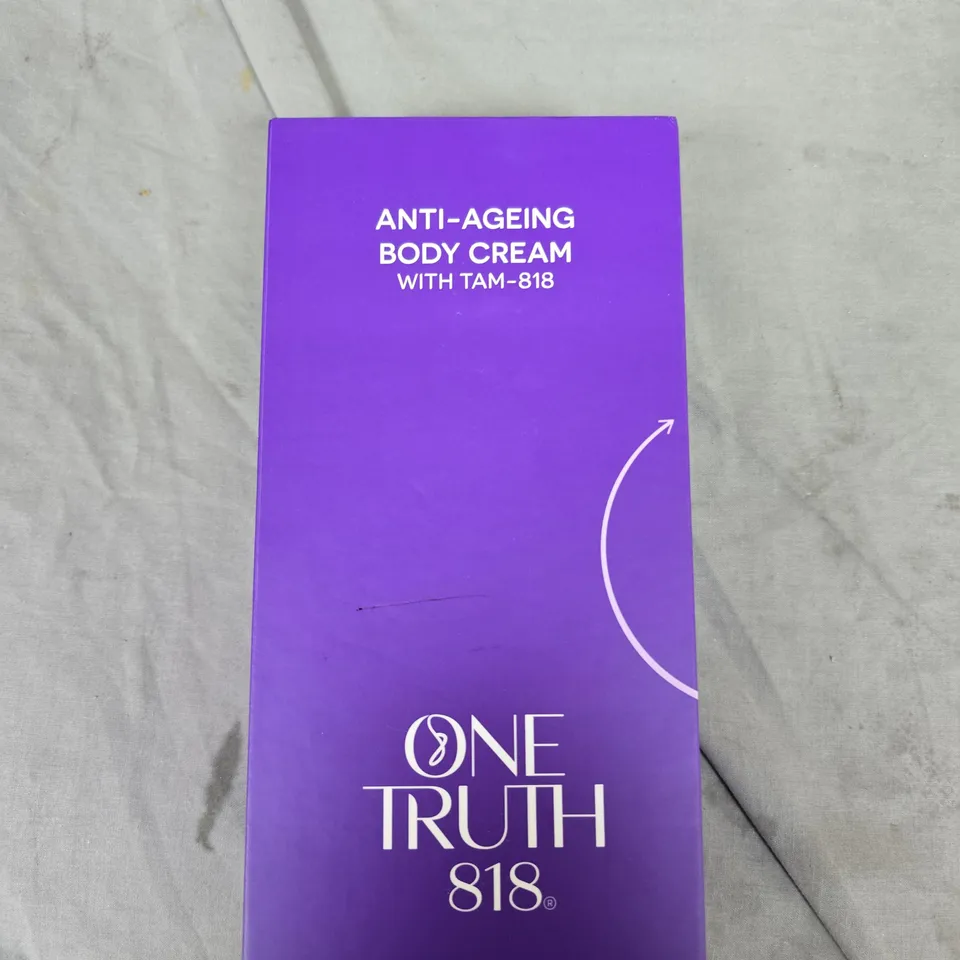 ANTI-AGEING
BODY CREAM
WITH TAM-818
ONE
TRUTH
818®